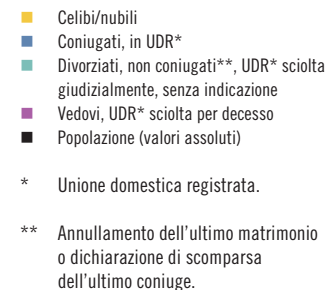 Celibi/nubili
Coniugati, in UDR*
Divorziati, non coniugati**, UDR* sciolta
giudizialmente, senza indicazione
Vedovi, UDR* sciolta per decesso
Popolazione (valori assoluti)
* Unione domestica registrata.
** Annullamento dell'ultimo matrimonio
o dichiarazione di scomparsa
dell'ultimo coniuge.